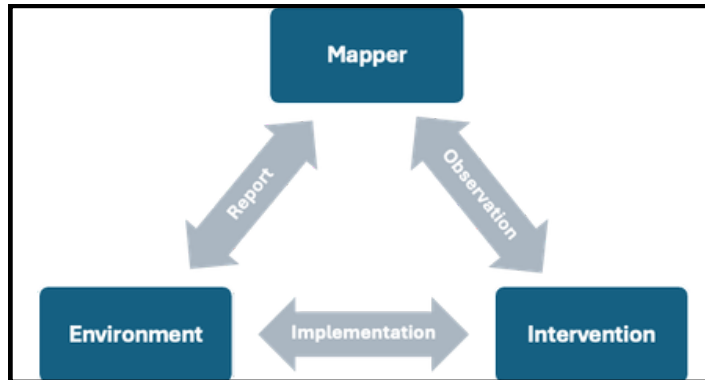 Mapper
Report
Observation
Environment
Implementation
Intervention